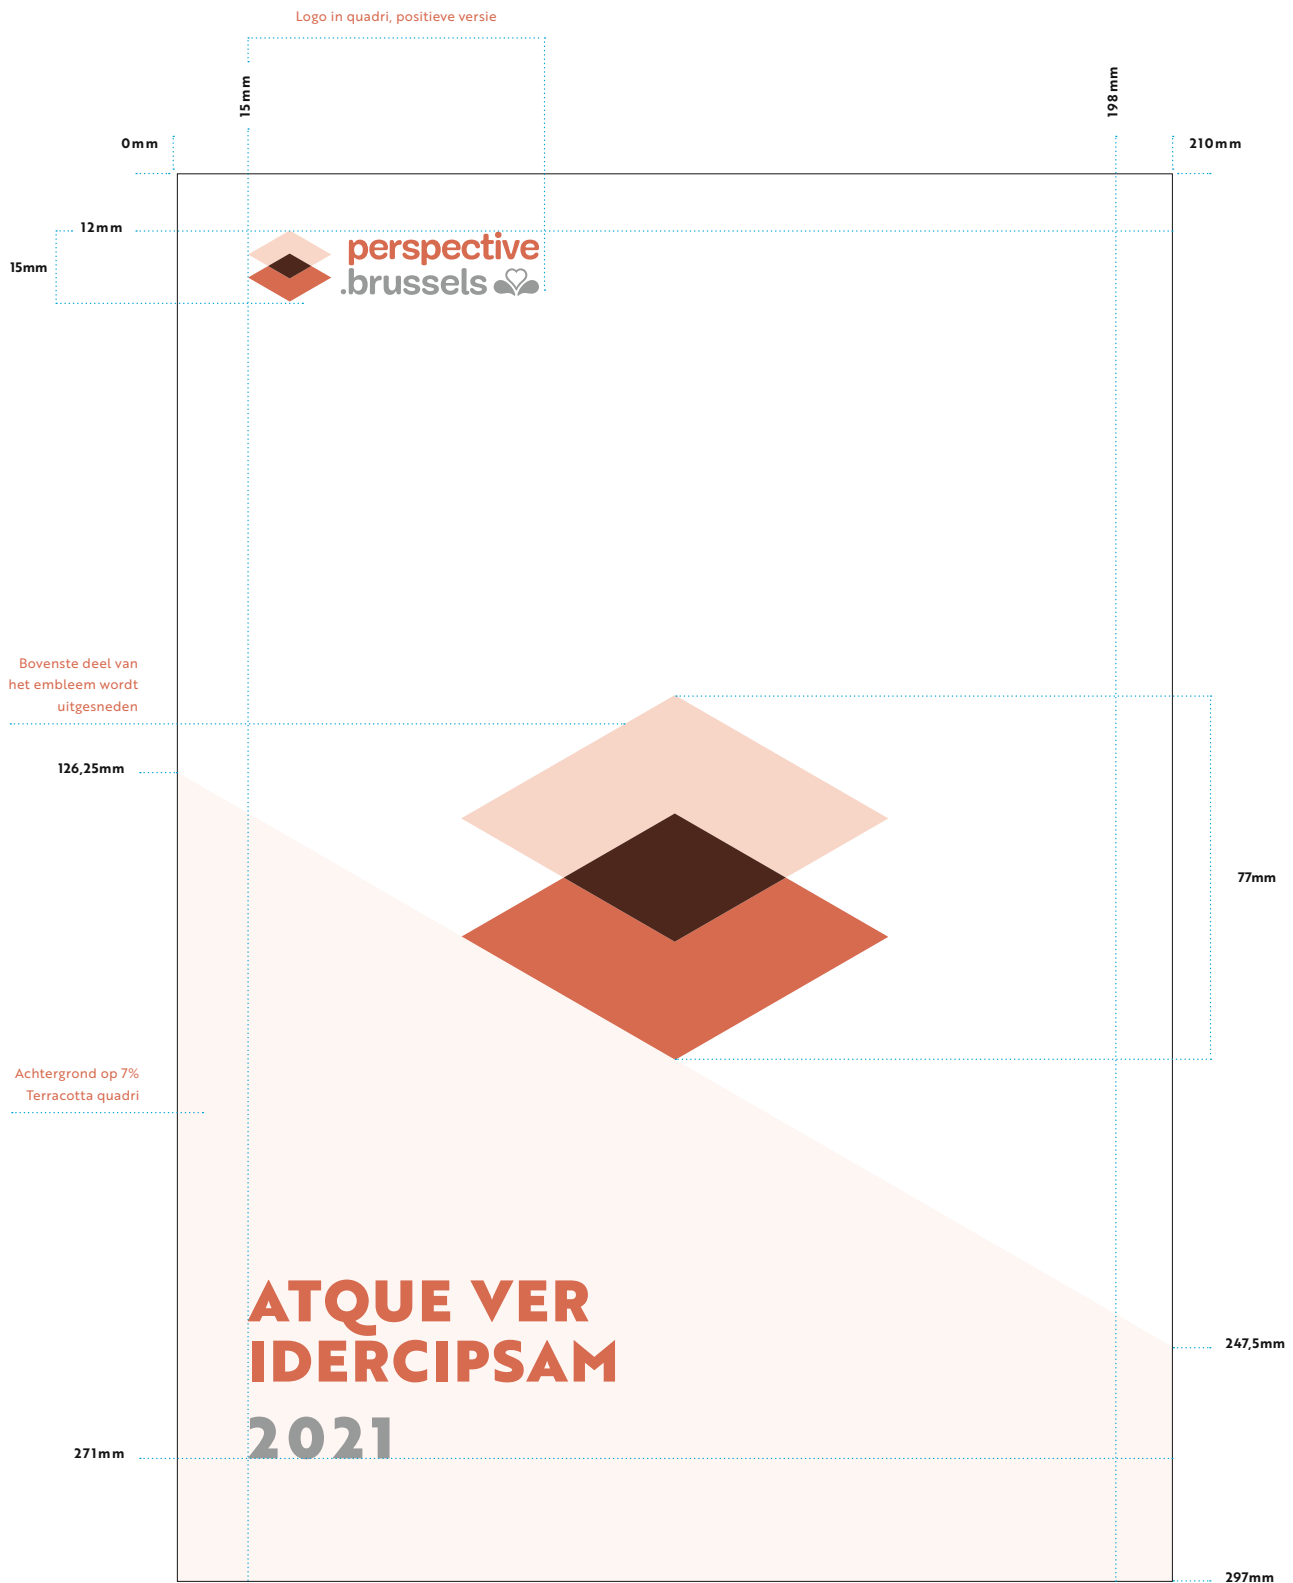 Logo in quadri, positieve versie
15mm
198mm
0mm
210mm
12mm
15mm
perspective
.brussels
Bovenste deel van
het embleem wordt
uitgesneden
126,25mm
77mm
Achtergrond op 7%
Terracotta quadri
ATQUE VER
IDERCIPSAM
2021
247,5mm
271mm
297mm